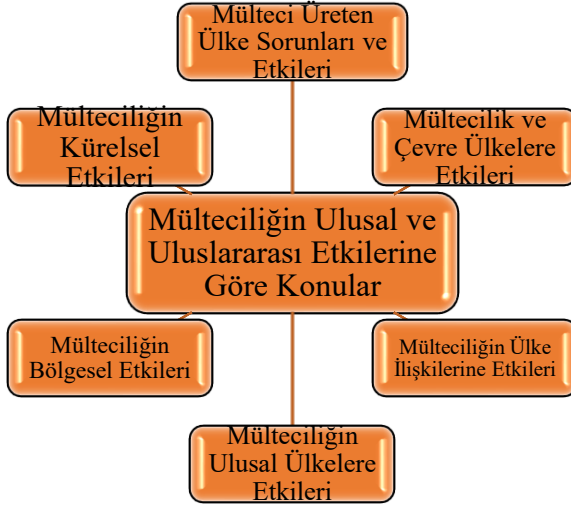 Mülteci Üreten
Ülke Sorunları ve
Etkileri
Mülteciliğin
Kürelsel
Etkileri
Mültecilik ve
Çevre Ülkelere
Etkileri
Mülteciliğin Ulusal ve
Uluslararası Etkilerine
Göre Konular
Mülteciliğin
Bölgesel Etkileri
Mülteciliğin Ülke
İlişkilerine Etkileri
Mülteciliğin
Ulusal Ülkelere
Etkileri